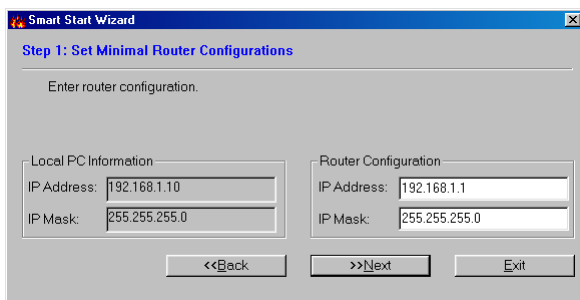 Smart Start Wizard
Step 1: Set Minimal Router Configurations
Enter router configuration.
Local PC Information
IP Address: 192.168.1.10
IP Mask: 255.255.255.0
Router Configuration
IP Address: 192.168.1.1
IP Mask: 255.255.255.0
<<Back >>Next Exit